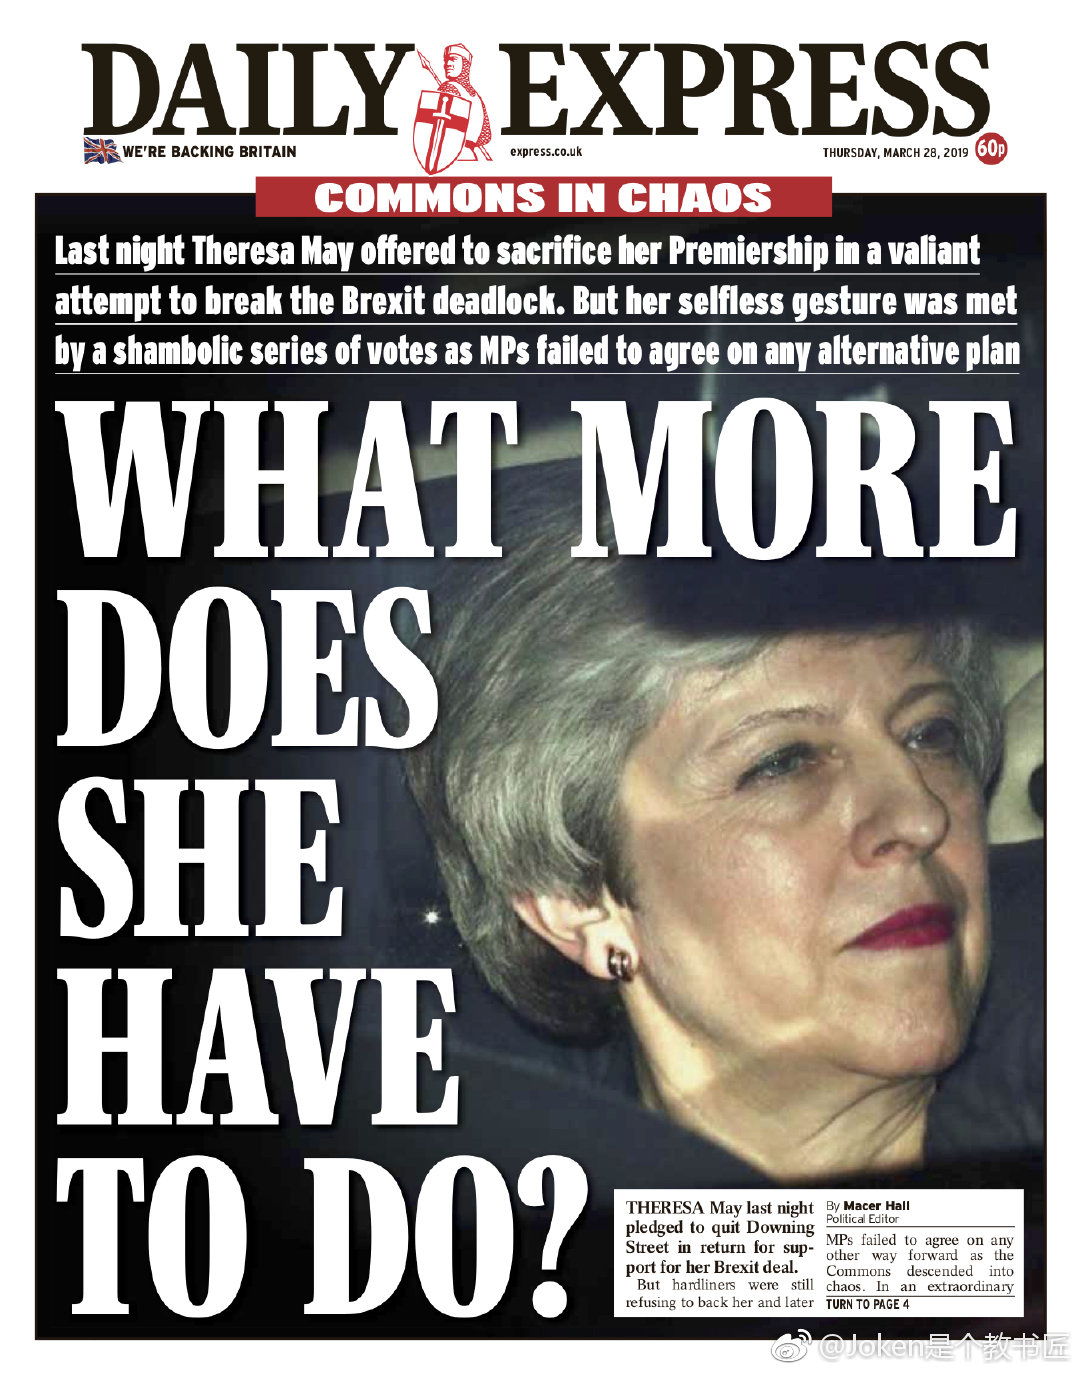 DAILY EXPRESS
WE'RE BACKING BRITAIN
express.co.uk
THURSDAY, MARCH 28, 2019
60p
COMMONS IN CHAOS
Last night Theresa May offered to sacrifice her Premiership in a valiant
attempt to break the Brexit deadlock. But her selfless gesture was met
by a shambolic series of votes as MPs failed to agree on any alternative plan
WHAT MORE
DOES
SHE
HAVE
TO DO?
THERESA May last night
pledged to quit Downing
Street in return for sup-
port for her Brexit deal.
But hardliners were still
refusing to back her and later
By Macer Hall
Political Editor
MPs failed to agree on any
other way forward as the
Commons descended into
chaos. In an extraordinary
TURN TO PAGE 4
@Joken是个教书匠